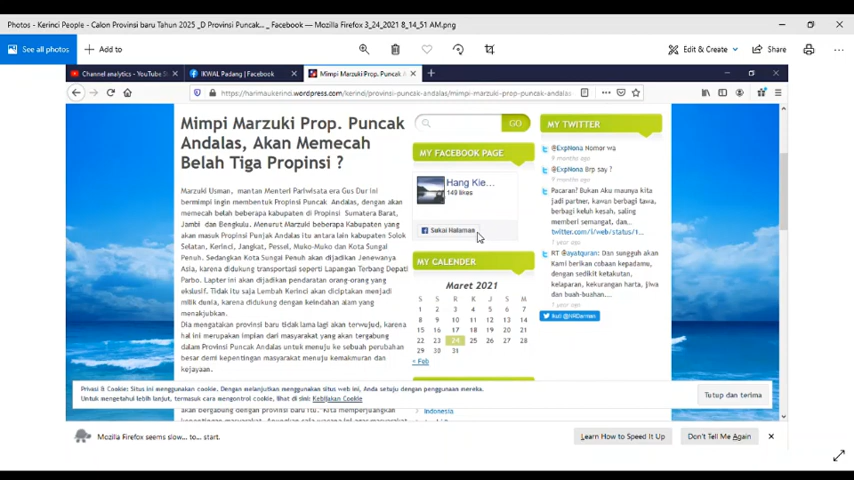 Photos - Kerinci People - Calon Provinsi baru Tahun 2025 _D Provinsi Puncak... _ Facebook — Mozilla Firefox 3_24_2021 8_14_51 AM.png
See all photos
Add to
Edit & Create
Share
Channel analytics - YouTube
IKWAL Padang | Facebook
Mimpi Marzuki Prop. Puncak A
https://harimaukerinci.wordpress.com/kerinci/provinsi-puncak-andalas/mimpi-marzuki-prop-puncak-andalas
Mimpi Marzuki Prop. Puncak
Andalas, Akan Memecah
Belah Tiga Propinsi ?
Marzuki Usman, mantan Menteri Pariwisata era Gus Dur ini
bermimpi ingin membentuk Propinsi Puncak Andalas, dengan akan
memecah belah beberapa kabupaten di Propinsi Sumatera Barat,
Jambi dan Bengkulu. Menurut Marzuki beberapa Kabupaten yang
akan masuk Propinsi Punjak Andalas itu antara lain kabupaten Solok
Selatan, Kerinci, Jangkat, Pessel, Muko-Muko dan Kota Sungai
Penuh. Sedangkan Kota Sungai Penuh akan dijadikan Jenewanya
Asia, karena didukung transportasi seperti Lapangan Terbang Depati
Parbo. Lapter ini akan dijadikan pendaratan orang-orang yang
ekslusif. Tidak itu saja Lembah Kerinci akan diciptakan menjadi
milik dunia, karena didukung dengan keindahan alam yang
menakjubkan.
Dia mengatakan provinsi baru tidak lama lagi akan terwujud, karena
hal ini merupakan impian dari masyarakat yang akan tergabung
dalam Provinsi Puncak Andalas untuk menuju ke sebuah perubahan
besar demi kepentingan masyarakat menuju kemakmuran dan
kejayaan.
GO
MY FACEBOOK PAGE
Hang Kie...
149 likes
Sukai Halaman
MY CALENDER
Maret 2021
S S R K J S M
1 2 3 4 5 6 7
8 9 10 11 12 13 14
15 16 17 18 19 20 21
22 23 24 25 26 27 28
29 30 31
« Feb
Indonesia
MY TWITTER
@ExpNona Nomor wa
9 months ago
@ExpNona Brp say ?
9 months ago
Pacaran? Bukan Aku maunya kita
jadi partner, kawan berbagi tawa,
berbagi keluh kesah, saling
memberi semangat, dan…
twitter.com/i/web/status/1…
1 year ago
RT @ayatquran: Dan sungguh akan
Kami berikan cobaan kepadamu,
dengan sedikit ketakutan,
kelaparan, kekurangan harta, jiwa
dan buah-buahan…
1 year ago
Privasi & Cookie: Situs ini menggunakan cookie. Dengan melanjutkan menggunakan situs web ini, Anda setuju dengan penggunaan mereka.
Untuk mengetahui lebih lanjut, termasuk cara mengontrol cookie, lihat di sini: Kebijakan Cookie
Tutup dan terima
akan bergabung dengan provinsi baru itu. "Kita memperjuangkan
Mozilla Firefox seems slow... to... start.
Learn How to Speed It Up
Don't Tell Me Again